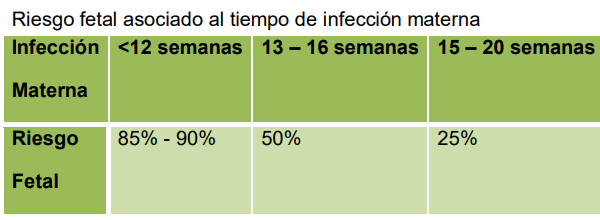 Riesgo fetal asociado al tiempo de infección materna
Infección Materna <12 semanas 13 – 16 semanas 15 – 20 semanas
Riesgo Fetal 85% - 90% 50% 25%